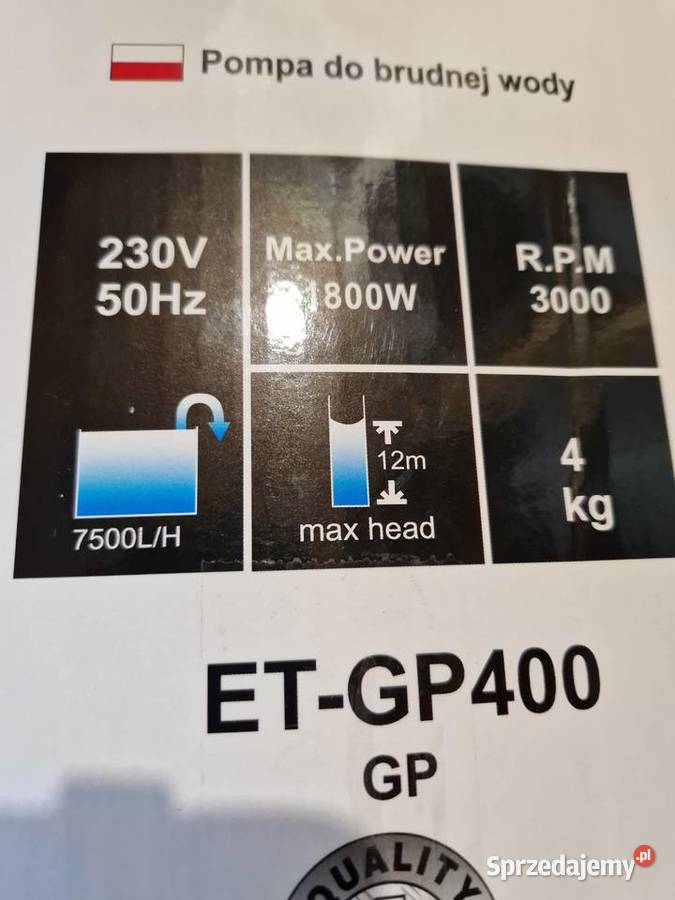 Pompa do brudnej wody
230V
50Hz
Max.Power
1800W
R.P.M
3000
7500L/H
12m
max head
4
kg
ET-GP400
GP
QUALITY
Sprzedajemy.pl